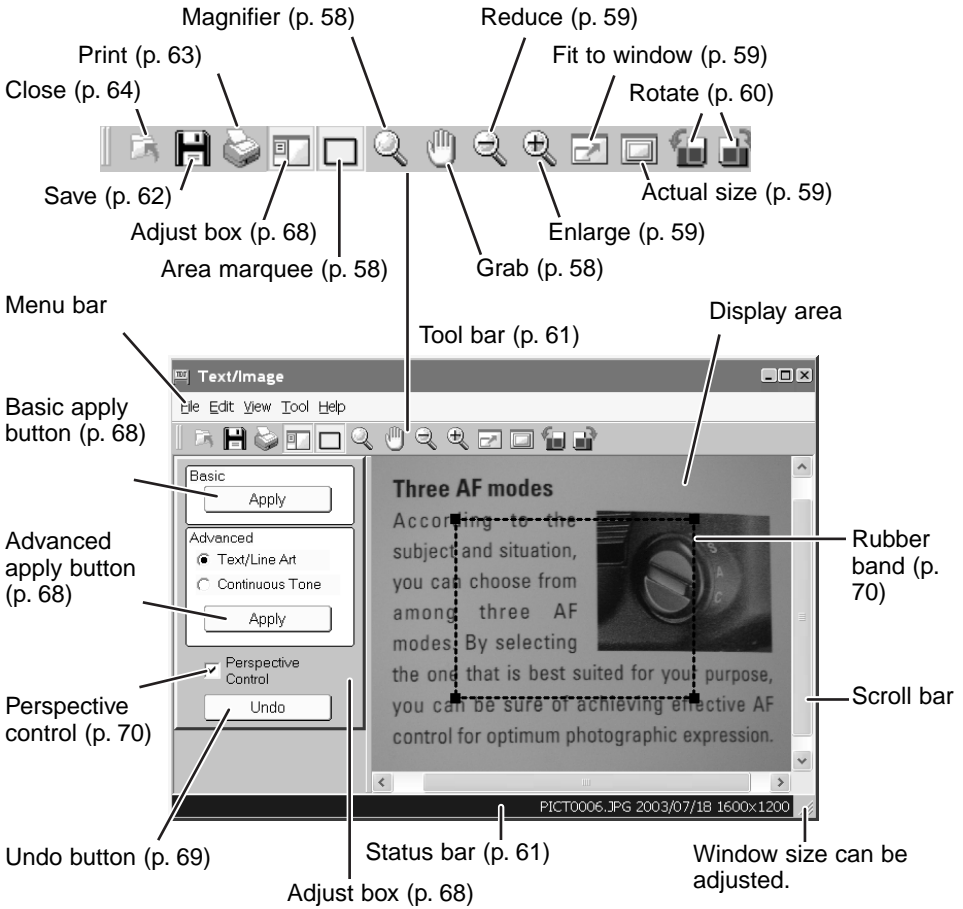 Magnifier (p. 58)
Reduce (p. 59)
Print (p. 63)
Fit to window (p. 59)
Close (p. 64)
Rotate (p. 60)
Save (p. 62)
Actual size (p. 59)
Adjust box (p. 68)
Enlarge (p. 59)
Area marquee (p. 58)
Grab (p. 58)
Menu bar
Display area
Tool bar (p. 61)
TEXT Text/Image
File Edit View Tool Help
Basic apply
button (p. 68)
Basic
Apply
Advanced
apply button
(p. 68)
Advanced
Text/Line Art
Continuous Tone
Apply
Perspective
control (p. 70)
Perspective
Control
Undo
Three AF modes
According to the
subject and situation,
you can choose from
among three AF
modes. By selecting
the one that is best suited for your purpose,
you can be sure of achieving effective AF
control for optimum photographic expression.
S
A
C
Rubber
band (p.
70)
Scroll bar
PICT0006.JPG 2003/07/18 1600x1200
Undo button (p. 69)
Status bar (p. 61)
Window size can be
adjusted.
Adjust box (p. 68)